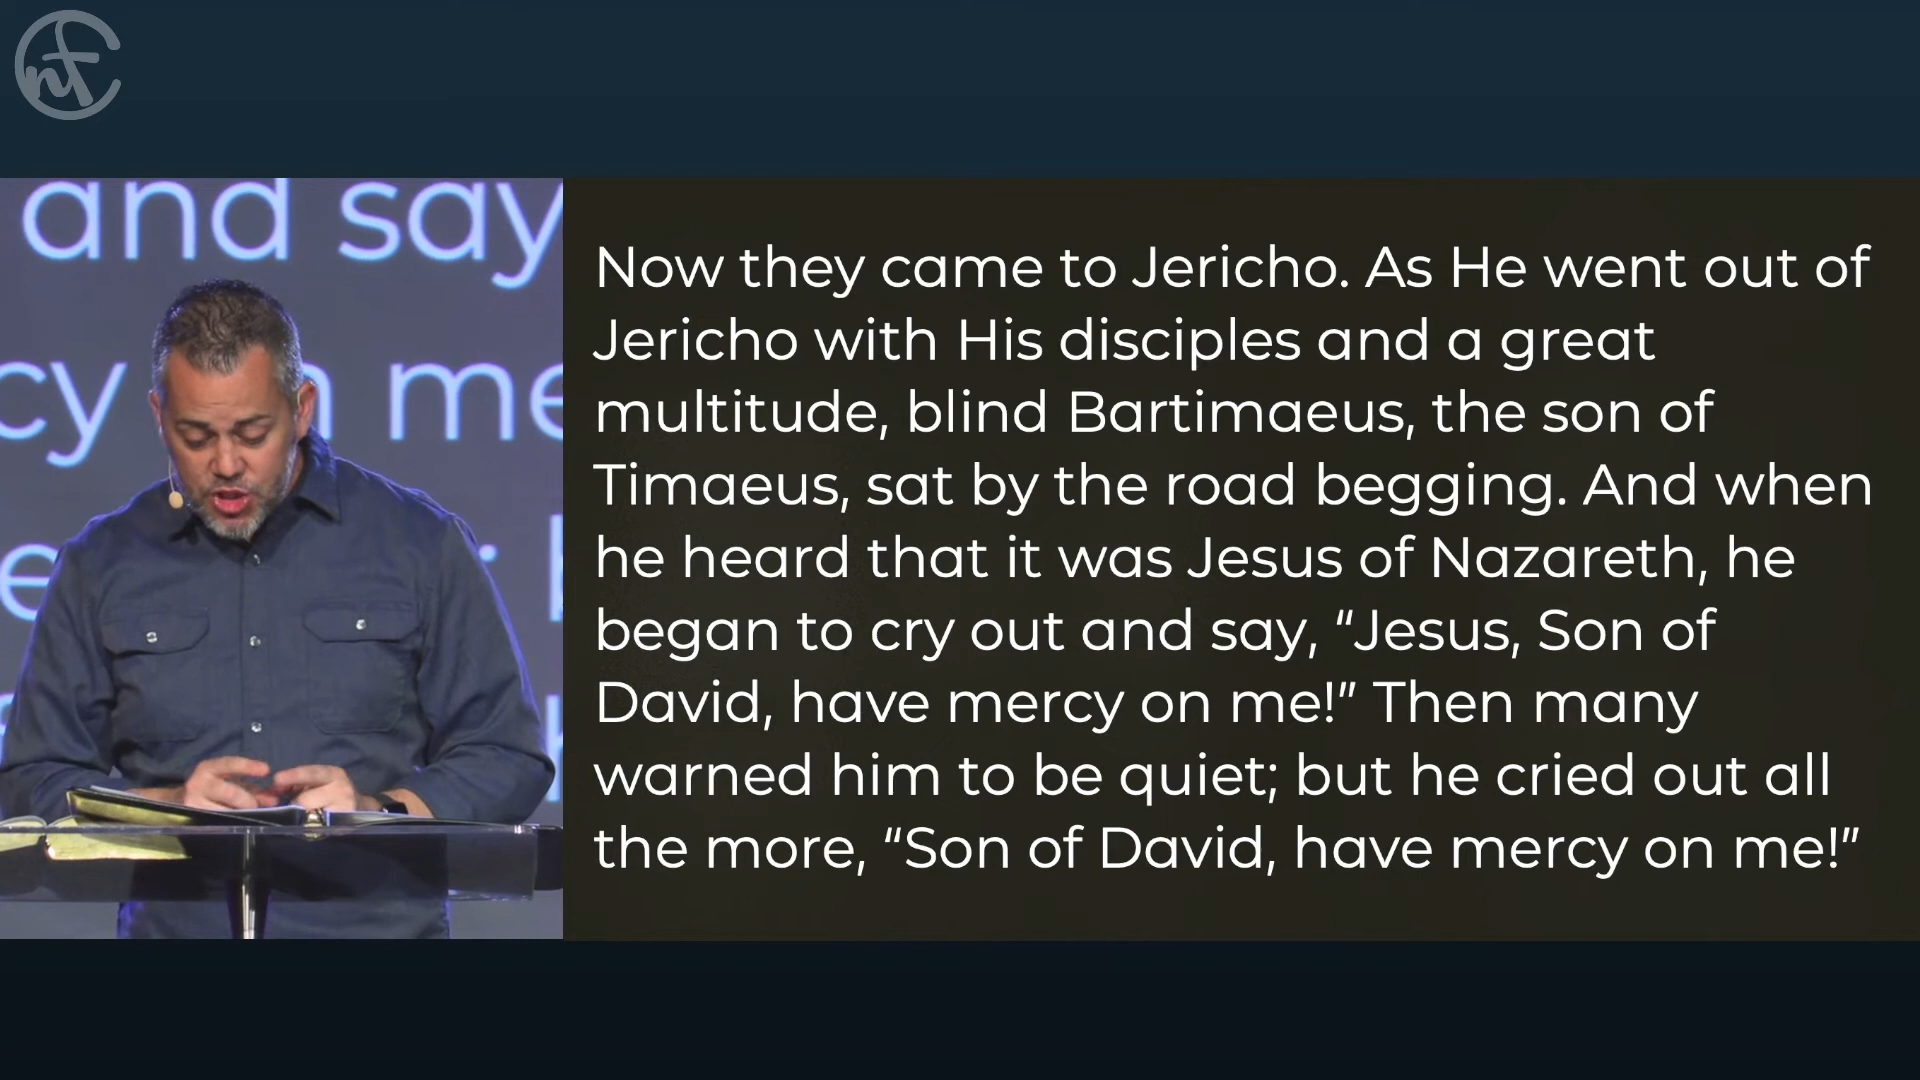 and say
cy on me
Now they came to Jericho. As He went out of
Jericho with His disciples and a great
multitude, blind Bartimaeus, the son of
Timaeus, sat by the road begging. And when
he heard that it was Jesus of Nazareth, he
began to cry out and say, “Jesus, Son of
David, have mercy on me!” Then many
warned him to be quiet; but he cried out all
the more, “Son of David, have mercy on me!”